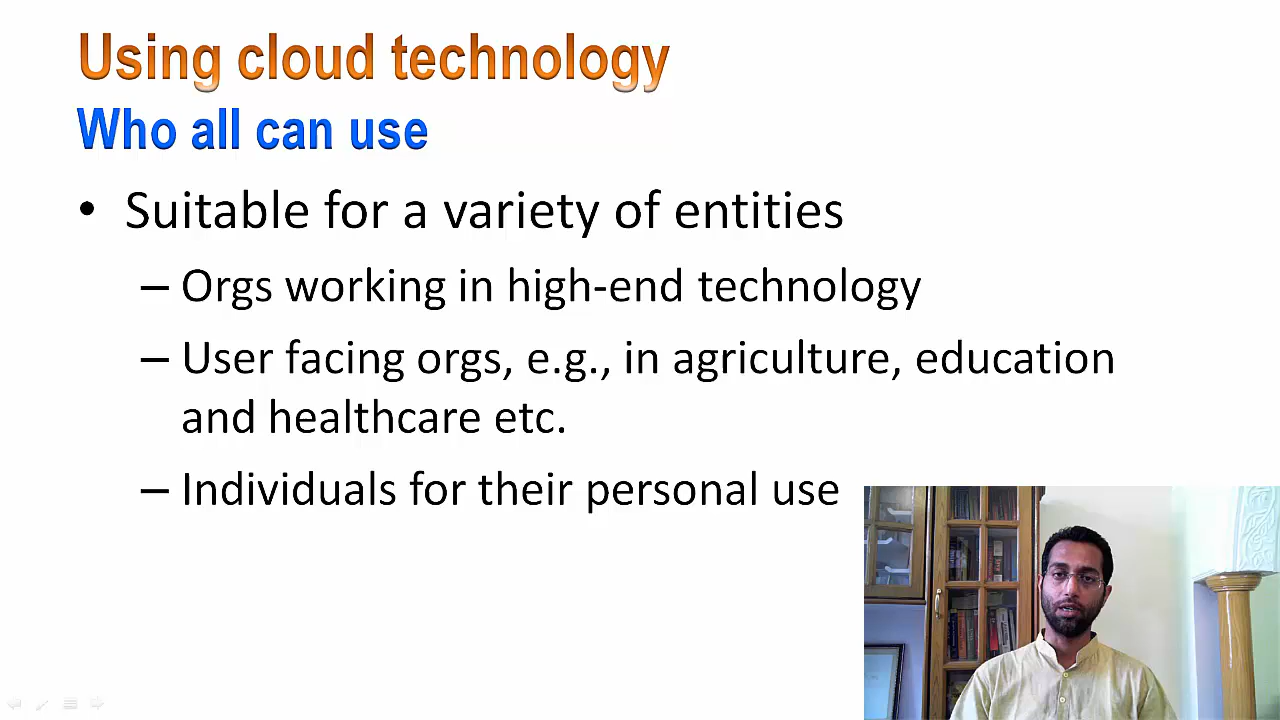 Using cloud technology
Who all can use
• Suitable for a variety of entities
– Orgs working in high-end technology
– User facing orgs, e.g., in agriculture, education
and healthcare etc.
– Individuals for their personal use